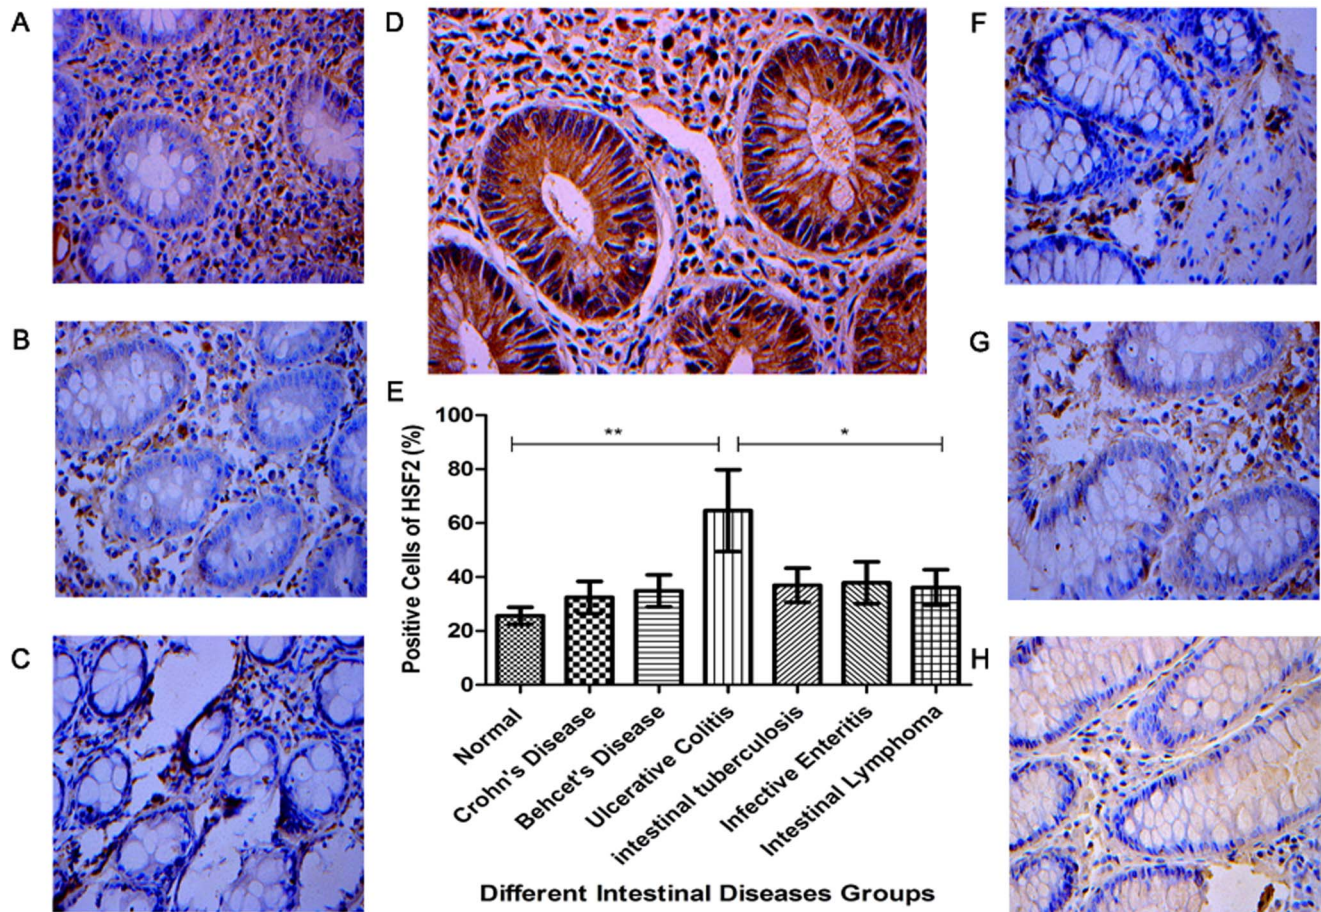 A
D
F
B
G
E
100
80
60
40
20
0
Positive Cells of HSF2 (%)
**
*
C
H
Normal
Crohn's Disease
Behcet's Disease
Ulcerative Colitis
intestinal tuberculosis
Infective Enteritis
Intestinal Lymphoma
Different Intestinal Diseases Groups